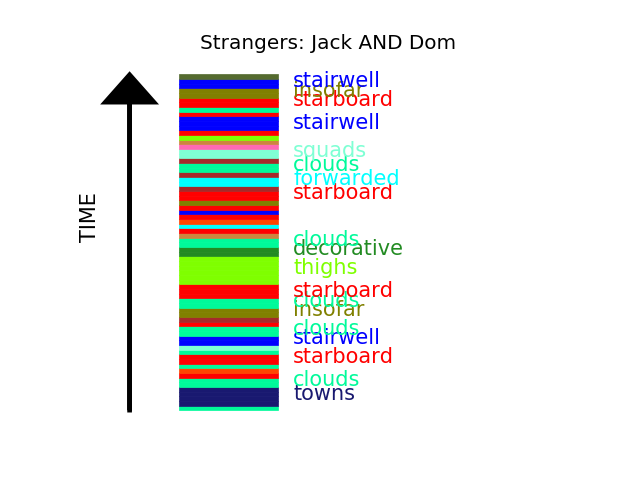 Strangers: Jack AND Dom
stairwell
insofar
starboard
stairwell
squads
clouds
forwarded
starboard
clouds
decorative
thighs
starboard
clouds
insofar
clouds
stairwell
starboard
clouds
towns
TIME